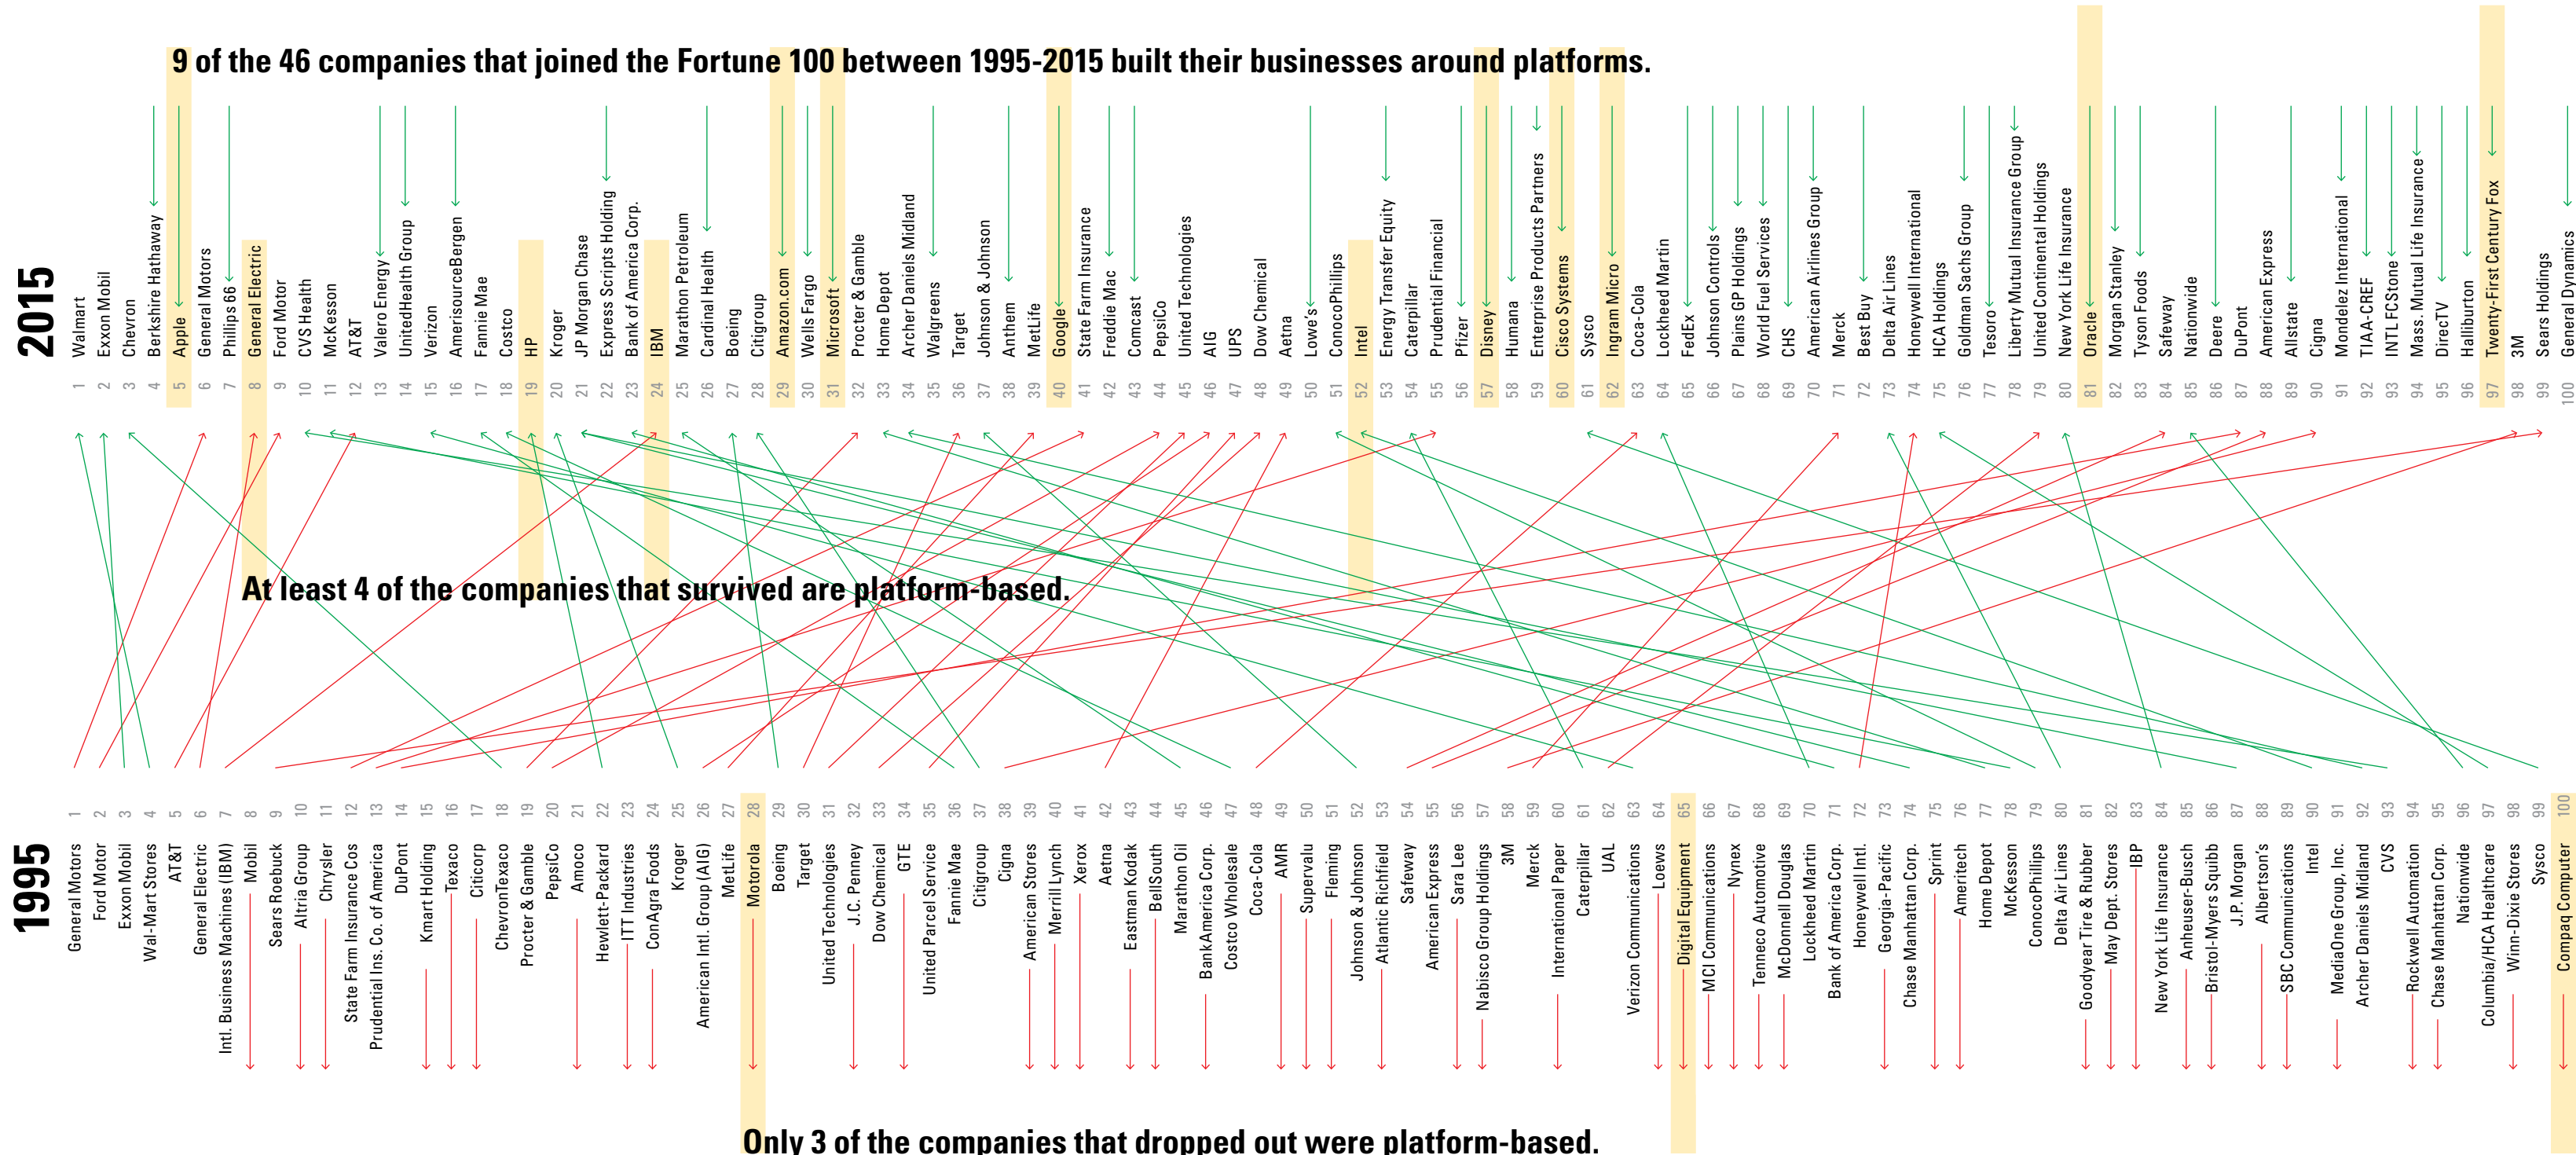 9 of the 46 companies that joined the Fortune 100 between 1995-2015 built their businesses around platforms.
2015
Walmart 1
Exxon Mobil 2
Chevron 3
Berkshire Hathaway 4
Apple 5
General Motors 6
Phillips 66 7
General Electric 8
Ford Motor 9
CVS Health 10
McKesson 11
AT&T 12
Valero Energy 13
UnitedHealth Group 14
Verizon 15
AmerisourceBergen 16
Fannie Mae 17
Costco 18
HP 19
Kroger 20
JP Morgan Chase 21
Express Scripts Holding 22
Bank of America Corp. 23
IBM 24
Marathon Petroleum 25
Cardinal Health 26
Boeing 27
Citigroup 28
Amazon.com 29
Wells Fargo 30
Microsoft 31
Procter & Gamble 32
Home Depot 33
Archer Daniels Midland 34
Walgreens 35
Target 36
Johnson & Johnson 37
Anthem 38
MetLife 39
Google 40
State Farm Insurance 41
Freddie Mac 42
Comcast 43
PepsiCo 44
United Technologies 45
AIG 46
UPS 47
Dow Chemical 48
Aetna 49
Lowe's 50
ConocoPhillips 51
Intel 52
Energy Transfer Equity 53
Caterpillar 54
Prudential Financial 55
Pfizer 56
Disney 57
Humana 58
Enterprise Products Partners 59
Cisco Systems 60
Sysco 61
Ingram Micro 62
Coca-Cola 63
Lockheed Martin 64
FedEx 65
Johnson Controls 66
Plains GP Holdings 67
World Fuel Services 68
CHS 69
American Airlines Group 70
Merck 71
Best Buy 72
Delta Air Lines 73
Honeywell International 74
HCA Holdings 75
Goldman Sachs Group 76
Tesoro 77
Liberty Mutual Insurance Group 78
United Continental Holdings 79
New York Life Insurance 80
Oracle 81
Morgan Stanley 82
Tyson Foods 83
Safeway 84
Nationwide 85
Deere 86
DuPont 87
American Express 88
Allstate 89
Cigna 90
Mondelez International 91
TIAA-CREF 92
INTL FCStone 93
Mass. Mutual Life Insurance 94
DirecTV 95
Halliburton 96
Twenty-First Century Fox 97
3M 98
Sears Holdings 99
General Dynamics 100
At least 4 of the companies that survived are platform-based.
1995
General Motors 1
Ford Motor 2
Exxon Mobil 3
Wal-Mart Stores 4
AT&T 5
General Electric 6
Intl. Business Machines (IBM) 7
Mobil 8
Sears Roebuck 9
Altria Group 10
Chrysler 11
State Farm Insurance Cos 12
Prudential Ins. Co. of America 13
DuPont 14
Kmart Holding 15
Texaco 16
Citicorp 17
ChevronTexaco 18
Procter & Gamble 19
PepsiCo 20
Amoco 21
Hewlett-Packard 22
ITT Industries 23
ConAgra Foods 24
Kroger 25
American Intl. Group (AIG) 26
MetLife 27
Motorola 28
Boeing 29
Target 30
United Technologies 31
J.C. Penney 32
Dow Chemical 33
GTE 34
United Parcel Service 35
Fannie Mae 36
Citigroup 37
Cigna 38
American Stores 39
Merrill Lynch 40
Xerox 41
Aetna 42
Eastman Kodak 43
BellSouth 44
Marathon Oil 45
BankAmerica Corp. 46
Costco Wholesale 47
Coca-Cola 48
AMR 49
Supervalu 50
Fleming 51
Johnson & Johnson 52
Atlantic Richfield 53
Safeway 54
American Express 55
Sara Lee 56
Nabisco Group Holdings 57
3M 58
Merck 59
International Paper 60
Caterpillar 61
UAL 62
Verizon Communications 63
Loews 64
Digital Equipment 65
MCI Communications 66
Nynex 67
Tenneco Automotive 68
McDonnell Douglas 69
Lockheed Martin 70
Bank of America Corp. 71
Honeywell Intl. 72
Georgia-Pacific 73
Chase Manhattan Corp. 74
Sprint 75
Ameritech 76
Home Depot 77
McKesson 78
ConocoPhillips 79
Delta Air Lines 80
Goodyear Tire & Rubber 81
May Dept. Stores 82
IBP 83
New York Life Insurance 84
Anheuser-Busch 85
Bristol-Myers Squibb 86
J.P. Morgan 87
Albertson's 88
SBC Communications 89
Intel 90
MediaOne Group, Inc. 91
Archer Daniels Midland 92
CVS 93
Rockwell Automation 94
Chase Manhattan Corp. 95
Nationwide 96
Columbia/HCA Healthcare 97
Winn-Dixie Stores 98
Sysco 99
Compaq Computer 100
Only 3 of the companies that dropped out were platform-based.